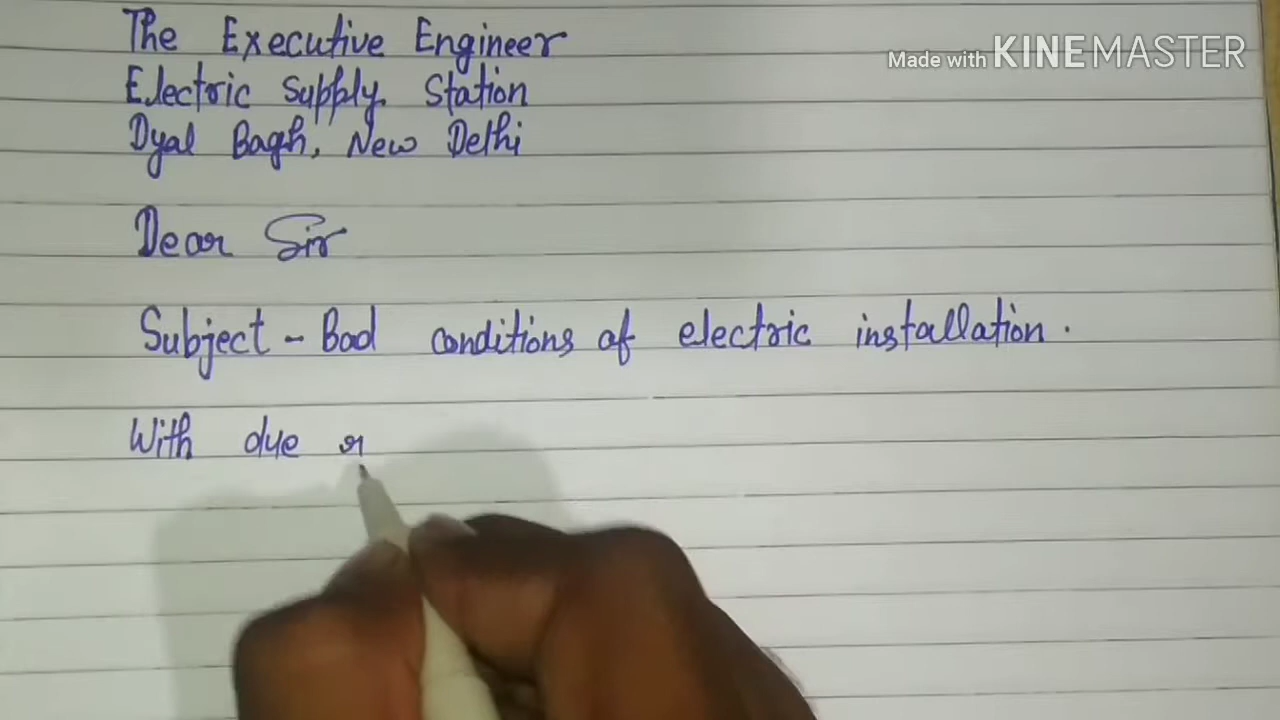 The Executive Engineer
Made with KINEMASTER
Electric Supply Station
Dyal Bagh, New Delhi
Dear Sir
Subject - Bad conditions of electric installation.
With due r